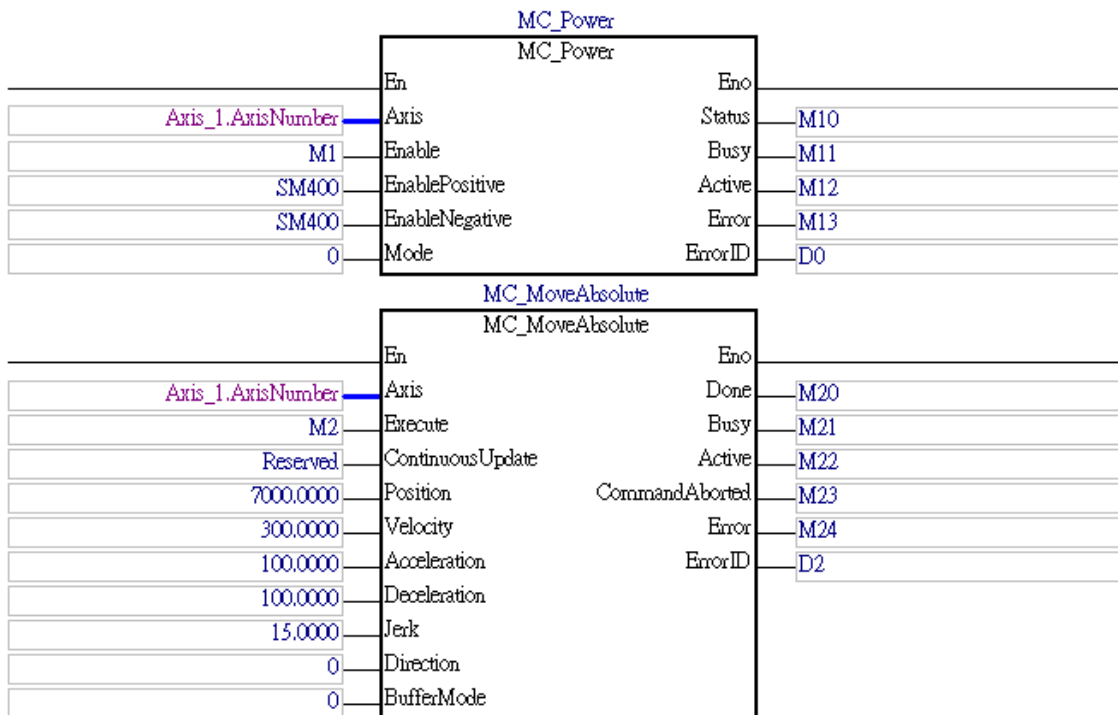 MC_Power
MC_Power
En Eno
Axis_1.AxisNumber Axis Status M10
M1 Enable Busy M11
SM400 EnablePositive Active M12
SM400 EnableNegative Error M13
0 Mode ErrorID D0
MC_MoveAbsolute
MC_MoveAbsolute
En Eno
Axis_1.AxisNumber Axis Done M20
M2 Execute Busy M21
Reserved ContinuousUpdate Active M22
7000.0000 Position CommandAborted M23
300.0000 Velocity Error M24
100.0000 Acceleration ErrorID D2
100.0000 Deceleration
15.0000 Jerk
0 Direction
0 BufferMode